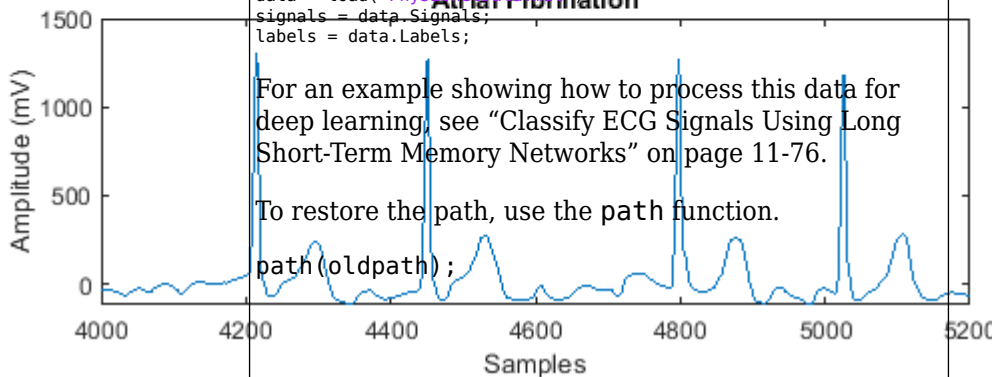 Atrial Fibrillation
signals = data.Signals;
labels = data.Labels;
For an example showing how to process this data for
deep learning, see “Classify ECG Signals Using Long
Short-Term Memory Networks” on page 11-76.
To restore the path, use the path function.
path(oldpath);
Amplitude (mV)
1500
1000
500
0
4000 4200 4400 4600 4800 5000 5200
Samples